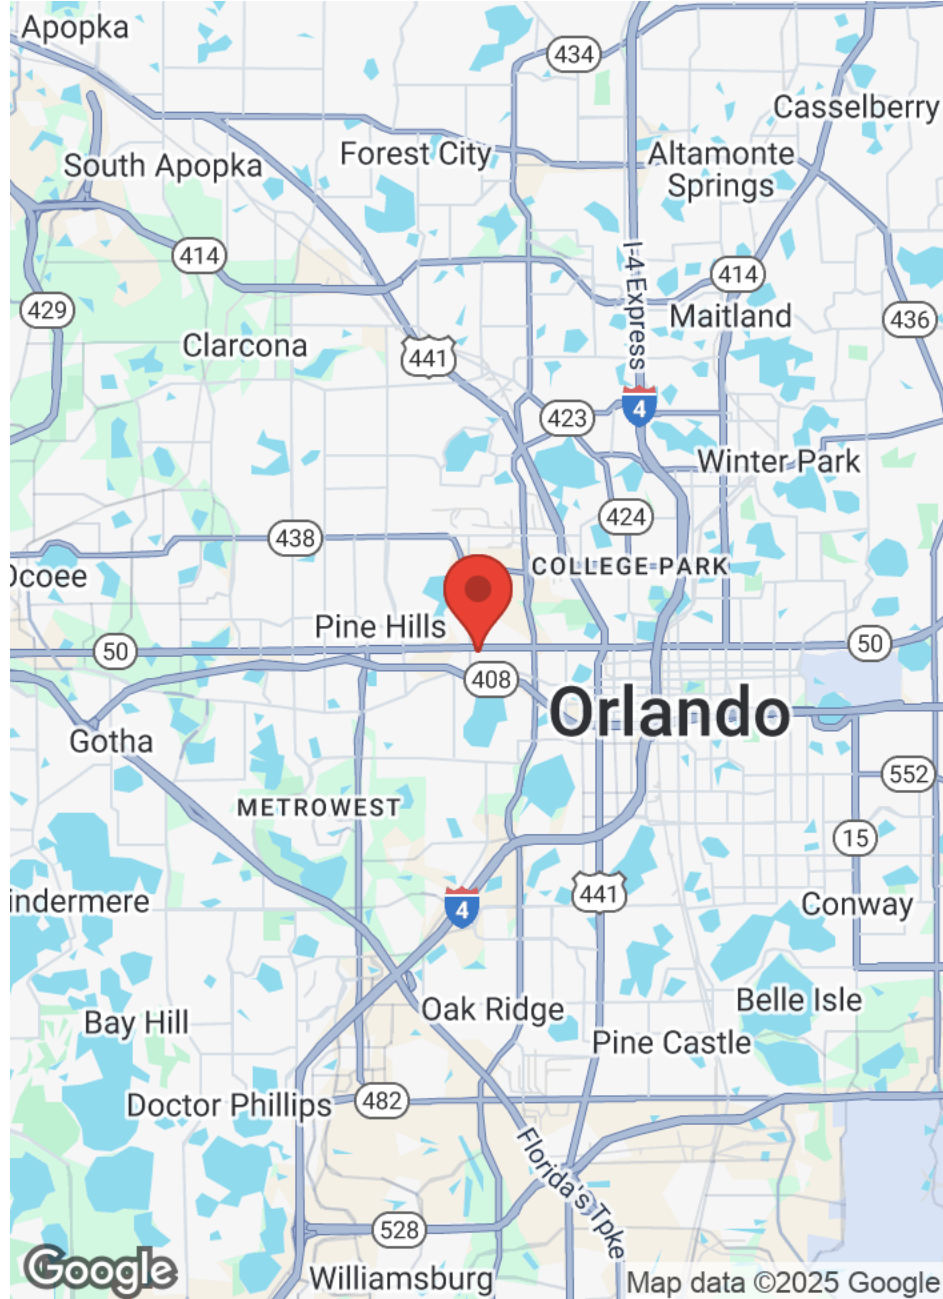 Apopka
434
Casselberry
Forest City
Altamonte
Springs
South Apopka
414
I-4 Express
414
429
Maitland
436
Clarcona
441
4
423
Winter Park
424
438
COLLEGE PARK
Ocoee
Pine Hills
50
50
408
Orlando
Gotha
552
METROWEST
15
441
indermere
4
Conway
Belle Isle
Oak Ridge
Bay Hill
Pine Castle
482
Doctor Phillips
Florida's Tpke
528
Google
Williamsburg
Map data ©2025 Google